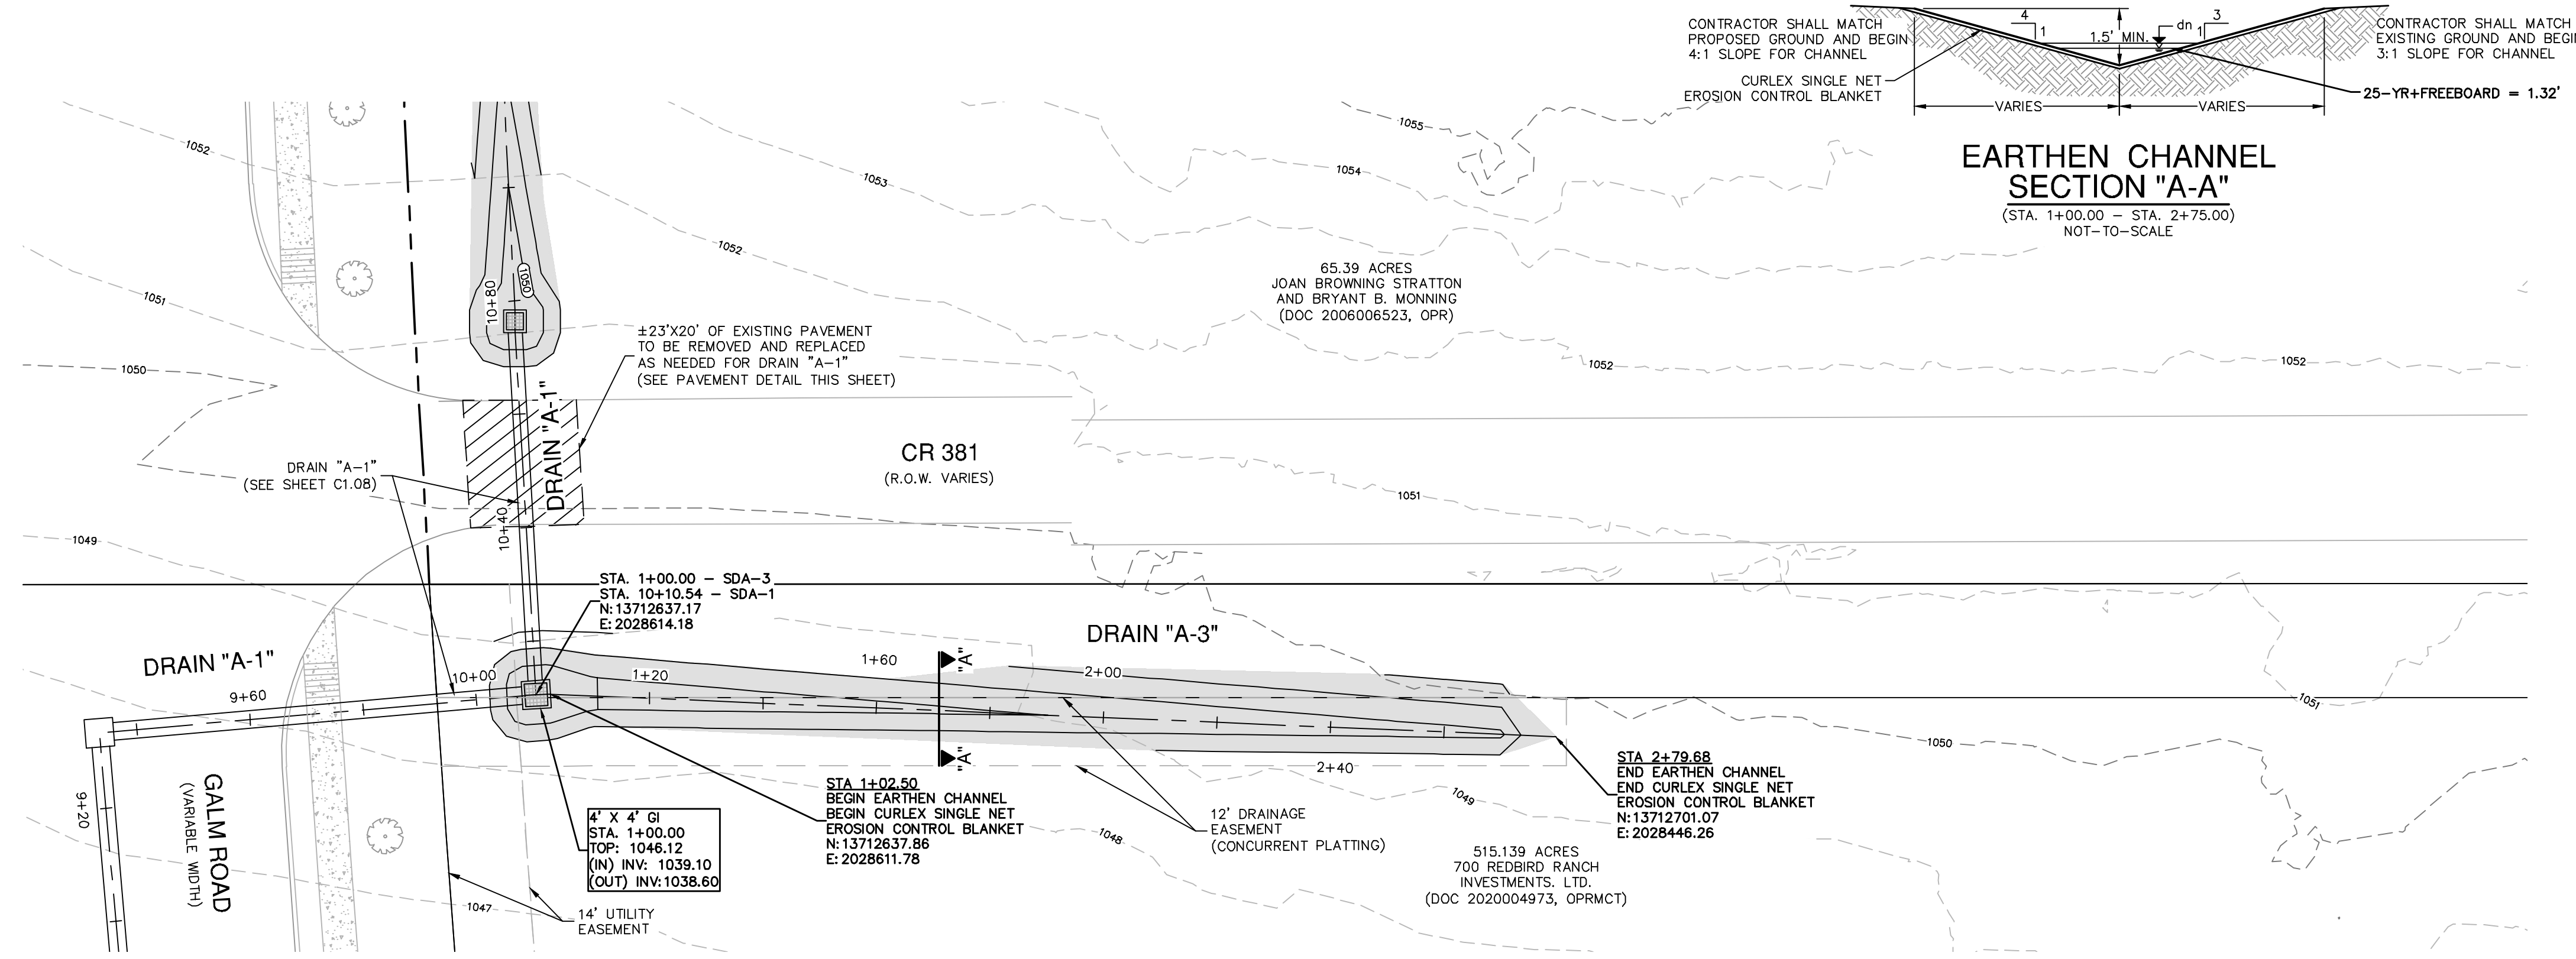 CONTRACTOR SHALL MATCH
PROPOSED GROUND AND BEGIN
4:1 SLOPE FOR CHANNEL
CURLEX SINGLE NET
EROSION CONTROL BLANKET
4
1
1.5' MIN.
dn
1
3
VARIES
VARIES
CONTRACTOR SHALL MATCH
EXISTING GROUND AND BEGI
3:1 SLOPE FOR CHANNEL
25-YR+FREEBOARD = 1.32'
EARTHEN CHANNEL
SECTION "A-A"
(STA. 1+00.00 - STA. 2+75.00)
NOT-TO-SCALE
1052
1053
1055
1054
1052
1051
1050
1052
1052
1050
10+80
65.39 ACRES
JOAN BROWNING STRATTON
AND BRYANT B. MONNING
(DOC 2006006523, OPR)
±23'X20' OF EXISTING PAVEMENT
TO BE REMOVED AND REPLACED
AS NEEDED FOR DRAIN "A-1"
(SEE PAVEMENT DETAIL THIS SHEET)
DRAIN "A-1"
DRAIN "A-1"
(SEE SHEET C1.08)
10+40
CR 381
(R.O.W. VARIES)
1051
1049
STA. 1+00.00 - SDA-3
STA. 10+10.54 - SDA-1
N:13712637.17
E:2028614.18
DRAIN "A-3"
DRAIN "A-1"
9+60
10+00
1+20
1+60
"A"
2+00
1051
1050
9+20
GALM ROAD
(VARIABLE WIDTH)
4' X 4' GI
STA. 1+00.00
TOP: 1046.12
(IN) INV: 1039.10
(OUT) INV:1038.60
STA 1+02.50
BEGIN EARTHEN CHANNEL
BEGIN CURLEX SINGLE NET
EROSION CONTROL BLANKET
N:13712637.86
E:2028611.78
"A"
2+40
1049
1048
12' DRAINAGE
EASEMENT
(CONCURRENT PLATTING)
STA 2+79.68
END EARTHEN CHANNEL
END CURLEX SINGLE NET
EROSION CONTROL BLANKET
N:13712701.07
E:2028446.26
515.139 ACRES
700 REDBIRD RANCH
INVESTMENTS. LTD.
(DOC 2020004973, OPRMCT)
1047
14' UTILITY
EASEMENT